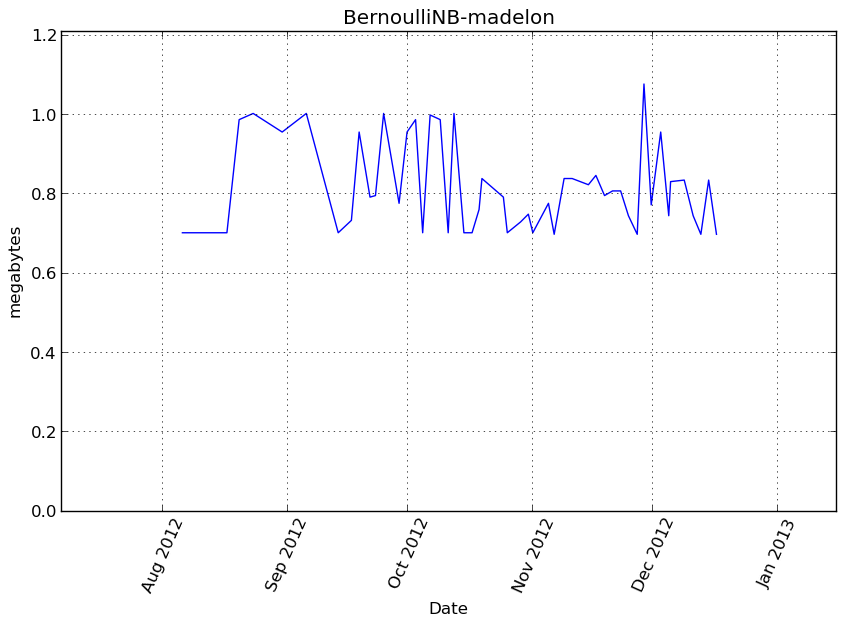 BernoulliNB-madelon
1.2
1.0
0.8
0.6
0.4
0.2
0.0
megabytes
Aug 2012
Sep 2012
Oct 2012
Nov 2012
Dec 2012
Jan 2013
Date